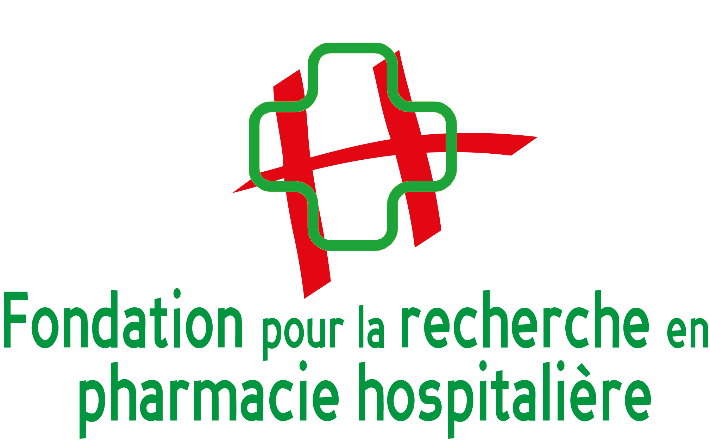 Fondation pour la recherche en
pharmacie hospitalière